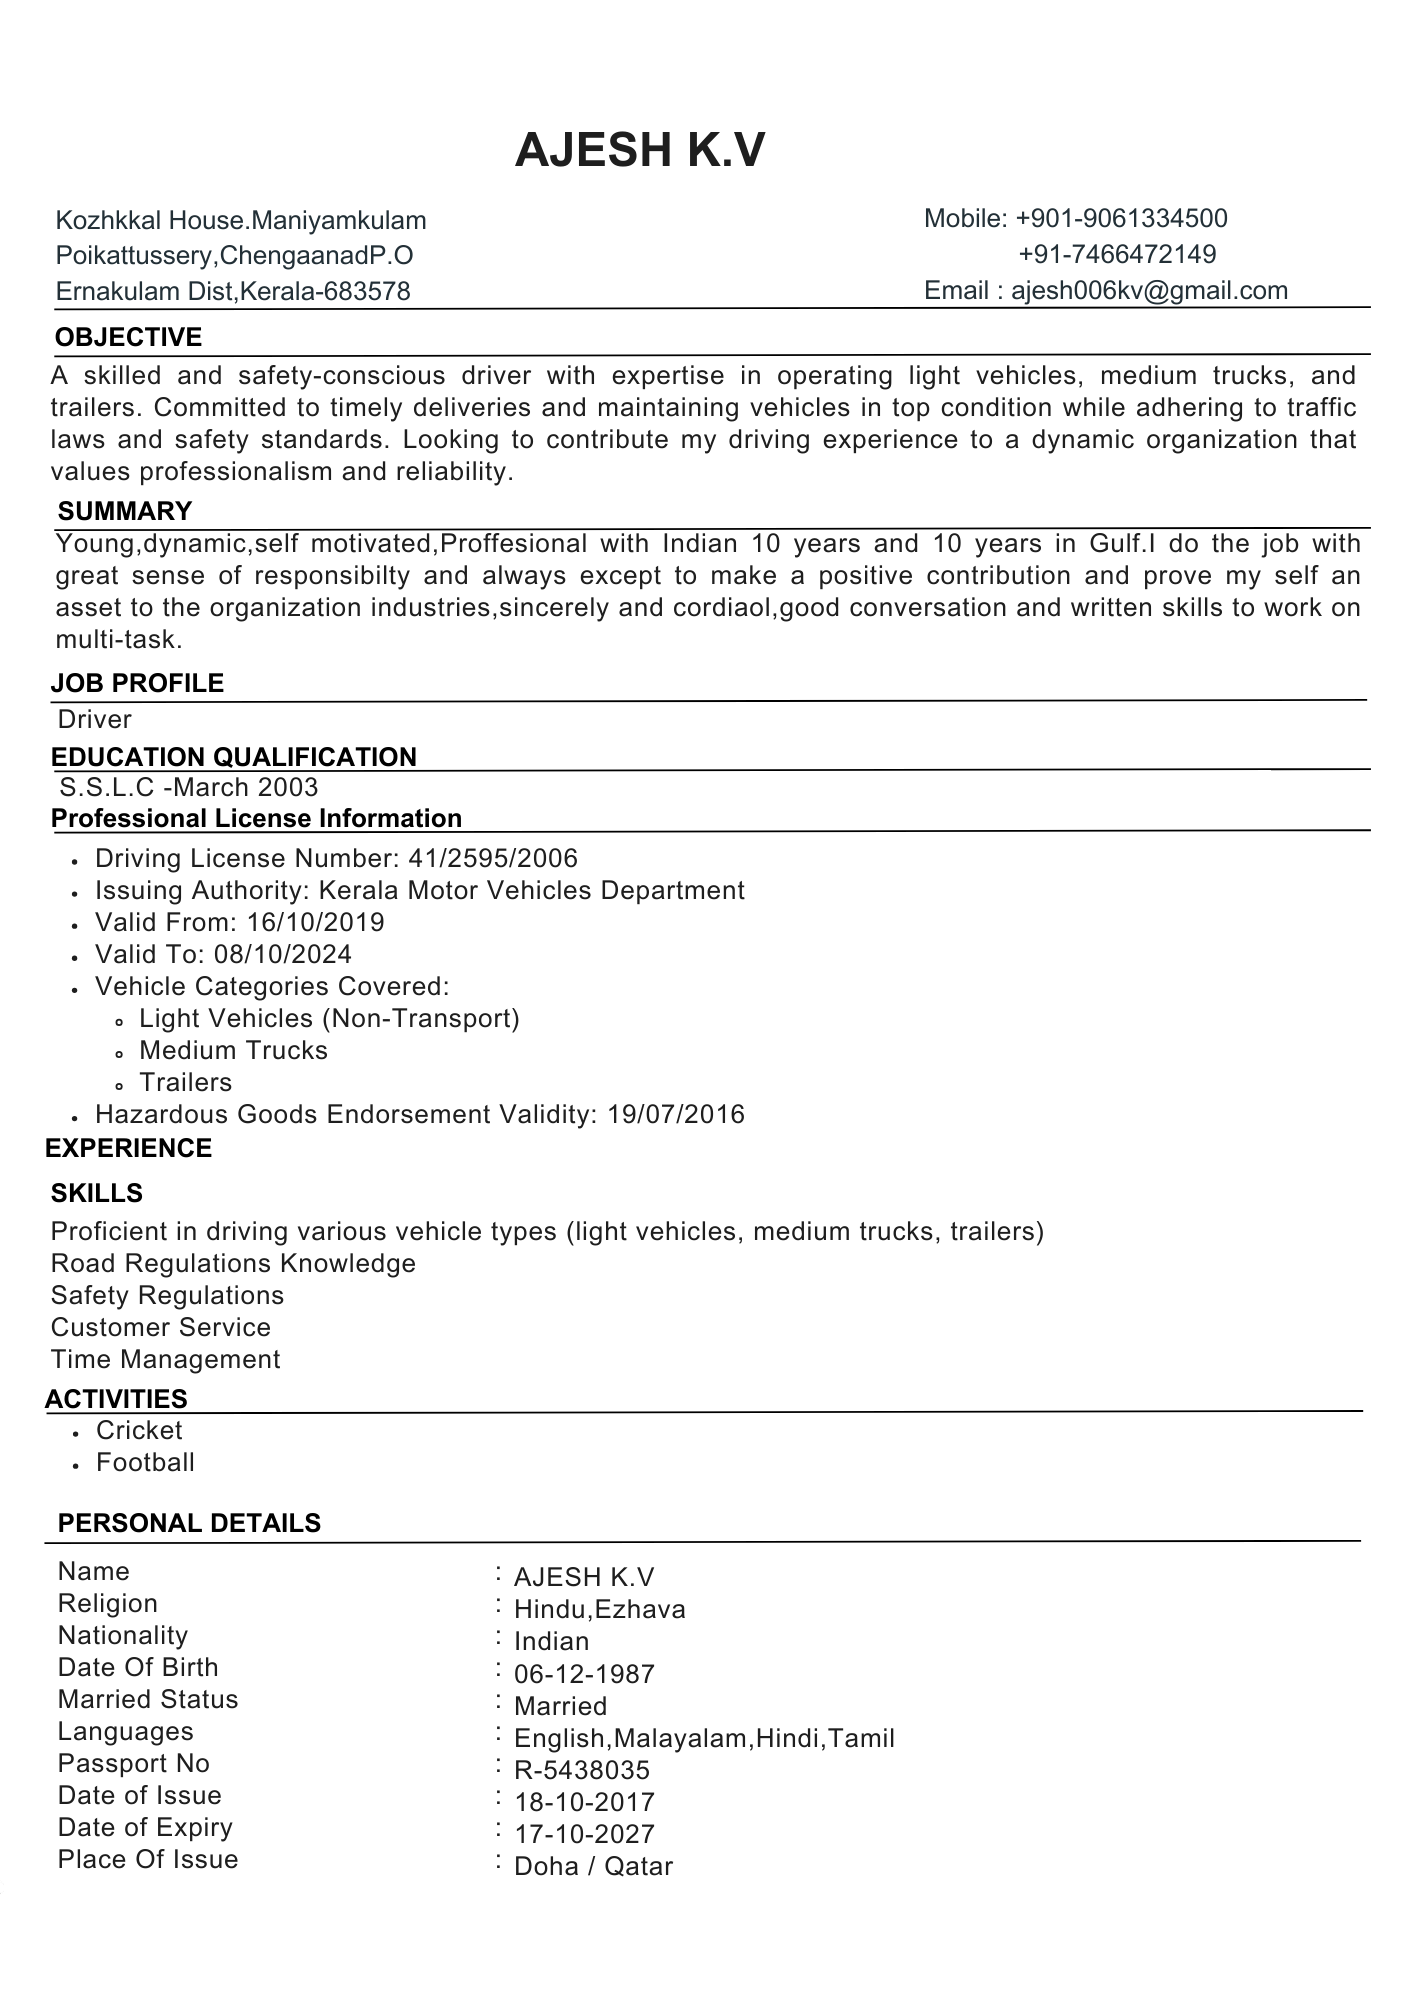 AJESH K.V
Kozhkkal House.Maniyamkulam
Poikattussery,ChengaanadP.O
Ernakulam Dist,Kerala-683578
Mobile: +901-9061334500
+91-7466472149
Email : ajesh006kv@gmail.com
OBJECTIVE
A skilled and safety-conscious driver with expertise in operating light vehicles, medium trucks, and
trailers. Committed to timely deliveries and maintaining vehicles in top condition while adhering to traffic
laws and safety standards. Looking to contribute my driving experience to a dynamic organization that
values professionalism and reliability.
SUMMARY
Young,dynamic,self motivated,Proffesional with Indian 10 years and 10 years in Gulf.I do the job with
great sense of responsibilty and always except to make a positive contribution and prove my self an
asset to the organization industries,sincerely and cordiaol,good conversation and written skills to work on
multi-task.
JOB PROFILE
Driver
EDUCATION QUALIFICATION
S.S.L.C -March 2003
Professional License Information
• Driving License Number: 41/2595/2006
• Issuing Authority: Kerala Motor Vehicles Department
• Valid From: 16/10/2019
• Valid To: 08/10/2024
• Vehicle Categories Covered:
◦ Light Vehicles (Non-Transport)
◦ Medium Trucks
◦ Trailers
• Hazardous Goods Endorsement Validity: 19/07/2016
EXPERIENCE
SKILLS
Proficient in driving various vehicle types (light vehicles, medium trucks, trailers)
Road Regulations Knowledge
Safety Regulations
Customer Service
Time Management
ACTIVITIES
• Cricket
• Football
PERSONAL DETAILS
Name : AJESH K.V
Religion : Hindu,Ezhava
Nationality : Indian
Date Of Birth : 06-12-1987
Married Status : Married
Languages : English,Malayalam,Hindi,Tamil
Passport No : R-5438035
Date of Issue : 18-10-2017
Date of Expiry : 17-10-2027
Place Of Issue : Doha / Qatar